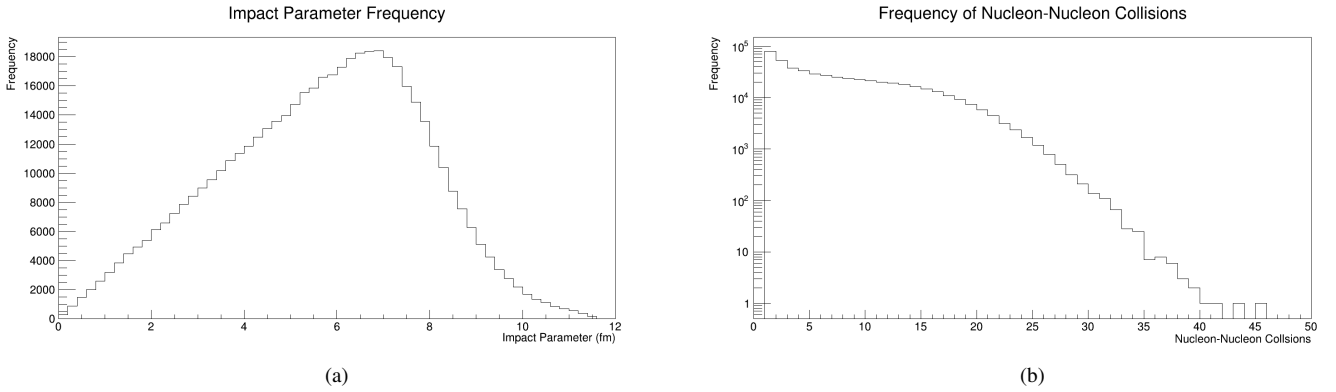 Impact Parameter Frequency
Frequency
18000
16000
14000
12000
10000
8000
6000
4000
2000
0
0 2 4 6 8 10 12
Impact Parameter (fm)
(a)
Frequency of Nucleon-Nucleon Collisions
Frequency
10^5
10^4
10^3
10^2
10
1
0 5 10 15 20 25 30 35 40 45 50
Nucleon-Nucleon Collsions
(b)